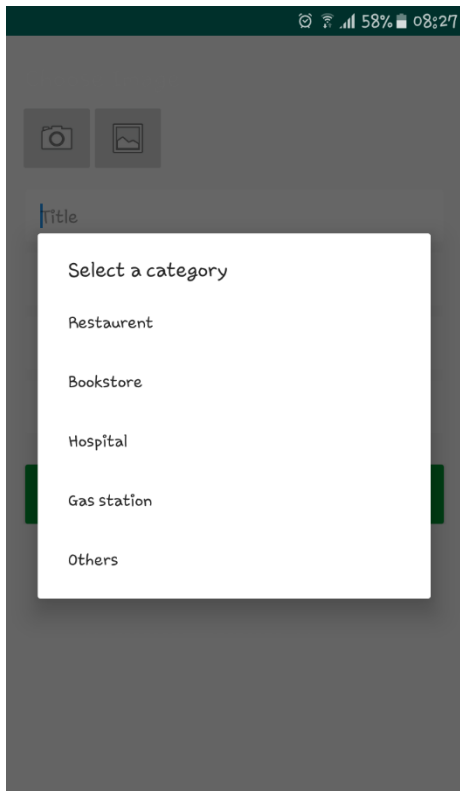 58% 08:27
Title
Select a category
Restaurent
Bookstore
Hospital
Gas station
Others